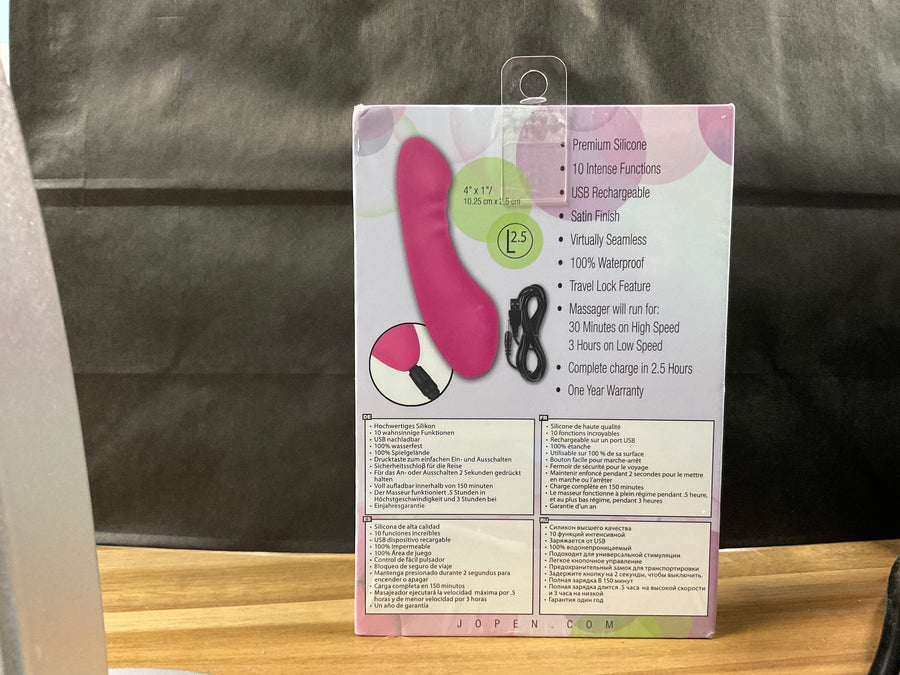 4" x 1"/
10.25 cm x 2.5 cm
L2.5
• Premium Silicone
• 10 Intense Functions
• USB Rechargeable
• Satin Finish
• Virtually Seamless
• 100% Waterproof
• Travel Lock Feature
• Massager will run for:
30 Minutes on High Speed
3 Hours on Low Speed
• Complete charge in 2.5 Hours
• One Year Warranty
DE
• Hochwertiges Silikon
• 10 wahnsinnige Funktionen
• USB nachladbar
• 100% wasserfest
• 100% Spielgelände
• Drucktaste zum einfachen Ein- und Ausschalten
• Sicherheitsschloß für die Reise
• Für das An- oder Ausschalten 2 Sekunden gedrückt
halten
• Voll aufladbar innerhalb von 150 minuten
• Der Masseur funktioniert .5 Stunden in
Höchstgeschwindigkeit und 3 Stunden bei
• Einjahresgarantie
FR
• Silicone de haute qualité
• 10 fonctions incroyables
• Rechargeable sur un port USB
• 100% étanche
• Utilisable sur 100 % de sa surface
• Bouton facile pour marche-arrêt
• Fermoir de sécurité pour le voyage
• Maintenir enfoncé pendant 2 secondes pour le mettre
en marche ou l'arrêter
• Charge complète en 150 minutes
• Le masseur fonctionne à plein régime pendant .5 heure,
et au plus bas régime, pendant 3 heures
• Garantie d'un an
ES
• Silicona de alta calidad
• 10 funciones increíbles
• USB dispositivo recargable
• 100% Impermeable
• 100% Área de juego
• Control de fácil pulsador
• Bloqueo de seguro de viaje
• Mantenga presionado durante 2 segundos para
encender o apagar
• Carga completa en 150 minutos
• Masajeador ejecutará la velocidad máxima por .5
horas y de menor velocidad por 3 horas
• Un año de garantía
RU
• Силикон высшего качества
• 10 функций интенсивной
• Заряжается от USB
• 100% водонепроницаемый
• Подоходит для универсальной стимуляции
• Легкое кнопочное управление
• Предохранительный замок для транспортировки
• Задержите кнопку на 2 секунды, чтобы выключить.
• Полная зарядка В 150 минут
• Полная зарядка длится .5 часа на высокой скорости
и 3 часа на низкой
• Гарантия один год
JOPEN.COM